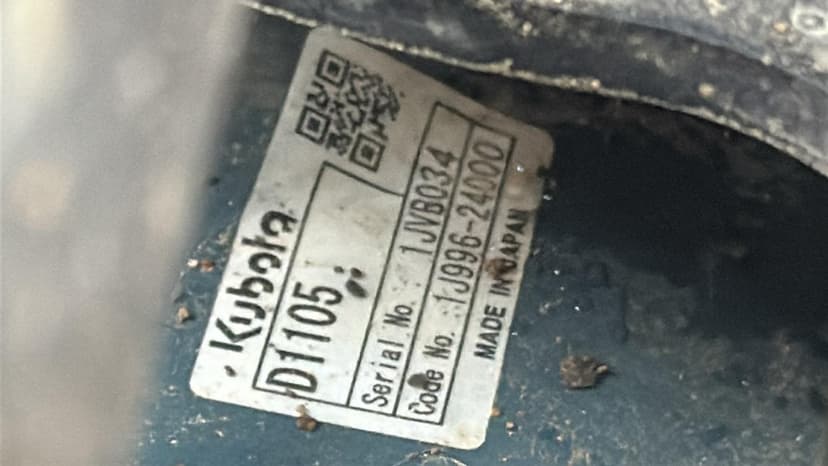 Kubota
D1105
Serial No. 1JVB034
Code No. 1J996-24000
MADE IN JAPAN